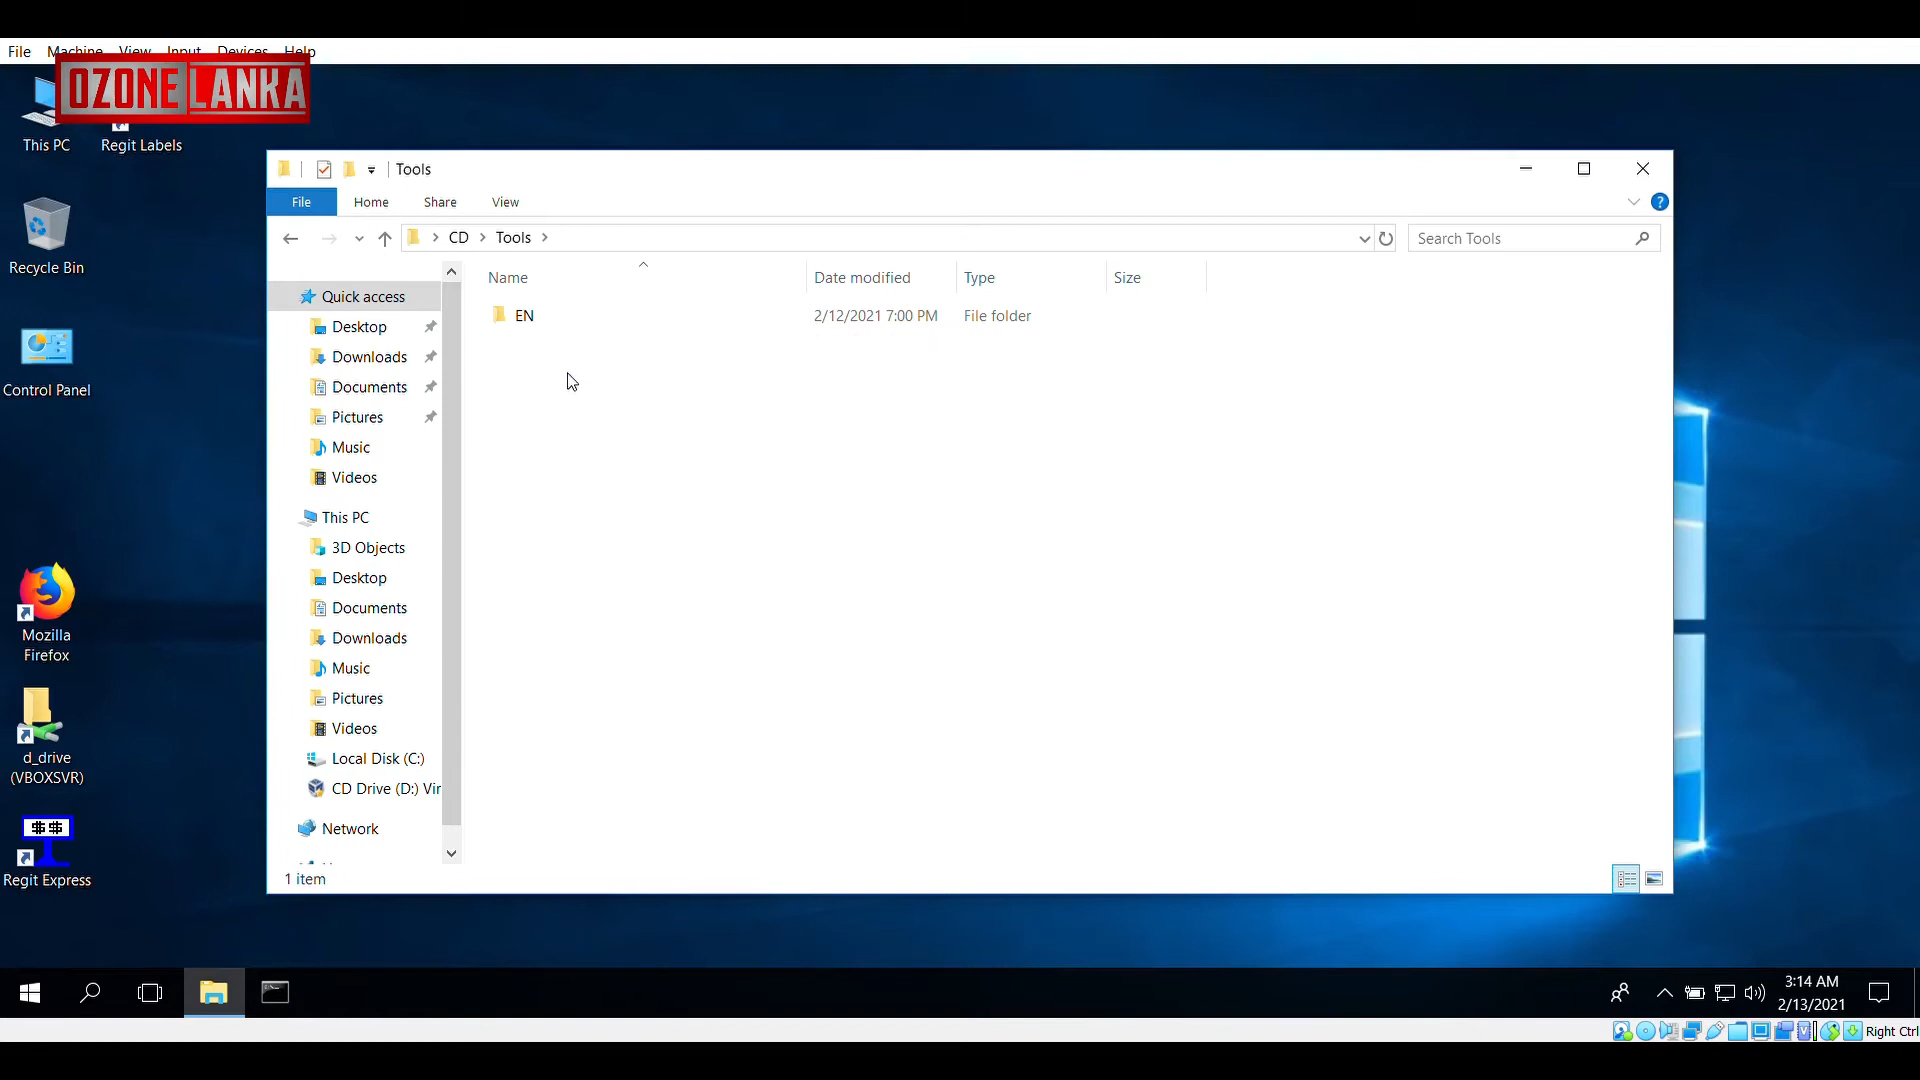 File Machine View Input Devices Help
OZONE LANKA
This PC
Regit Labels
Recycle Bin
Control Panel
Mozilla
Firefox
d_drive
(VBOXSVR)
$$
Regit Express
Tools
File Home Share View
?
CD > Tools >
Search Tools
Name Date modified Type Size
EN 2/12/2021 7:00 PM File folder
Quick access
Desktop
Downloads
Documents
Pictures
Music
Videos
This PC
3D Objects
Desktop
Documents
Downloads
Music
Pictures
Videos
Local Disk (C:)
CD Drive (D:) Vir
Network
1 item
3:14 AM
2/13/2021
Right Ctrl